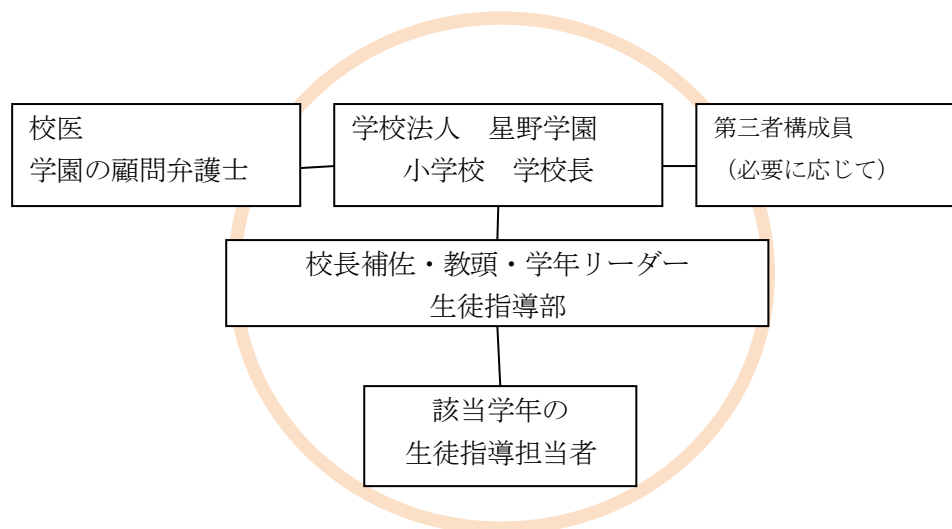 校医
学園の顧問弁護士
学校法人　星野学園
小学校　学校長
第三者構成員
（必要に応じて）
校長補佐・教頭・学年リーダー
生徒指導部
該当学年の
生徒指導担当者